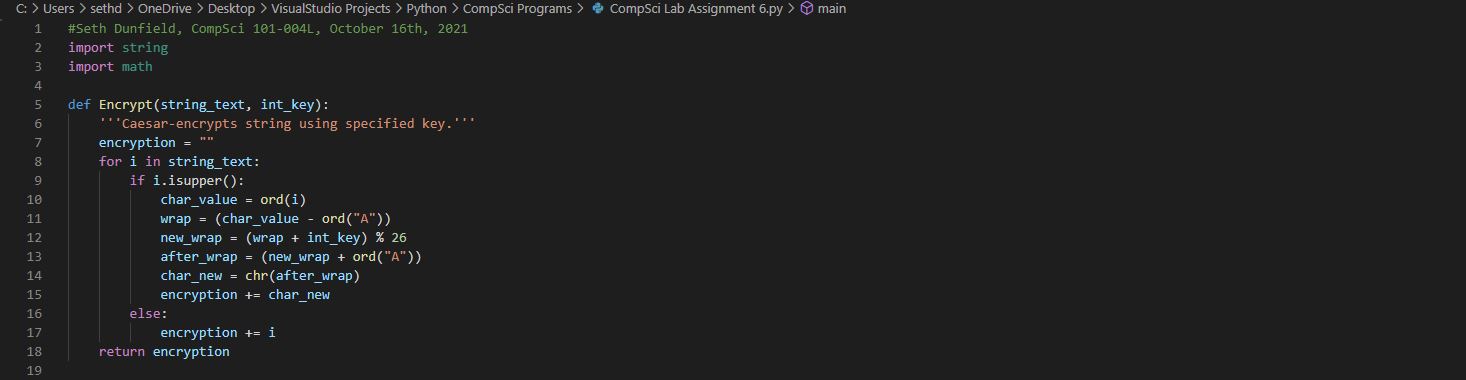 C: > Users > sethd > OneDrive > Desktop > VisualStudio Projects > Python > CompSci Programs > CompSci Lab Assignment 6.py > main
1 #Seth Dunfield, CompSci 101-004L, October 16th, 2021
2 import string
3 import math
4
5 def Encrypt(string_text, int_key):
6     '''Caesar-encrypts string using specified key.'''
7     encryption = ""
8     for i in string_text:
9         if i.isupper():
10             char_value = ord(i)
11             wrap = (char_value - ord("A"))
12             new_wrap = (wrap + int_key) % 26
13             after_wrap = (new_wrap + ord("A"))
14             char_new = chr(after_wrap)
15             encryption += char_new
16         else:
17             encryption += i
18     return encryption
19